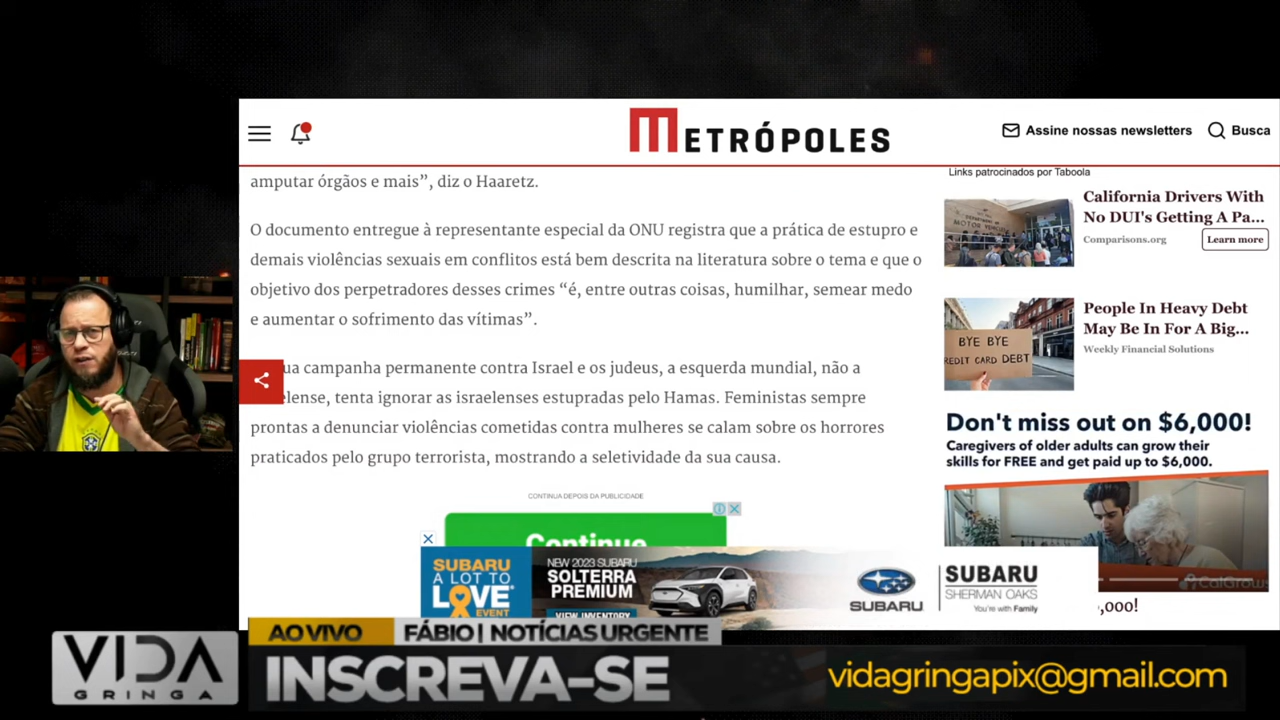 METRÓPOLES
Assine nossas newsletters
Busca
amputar órgãos e mais”, diz o Haaretz.
O documento entregue à representante especial da ONU registra que a prática de estupro e
demais violências sexuais em conflitos está bem descrita na literatura sobre o tema e que o
objetivo dos perpetradores desses crimes “é, entre outras coisas, humilhar, semear medo
e aumentar o sofrimento das vítimas”.
ua campanha permanente contra Israel e os judeus, a esquerda mundial, não a
elense, tenta ignorar as israelenses estupradas pelo Hamas. Feministas sempre
prontas a denunciar violências cometidas contra mulheres se calam sobre os horrores
praticados pelo grupo terrorista, mostrando a seletividade da sua causa.
CONTINUA DEPOIS DA PUBLICIDADE
Continue
Links patrocinados por Taboola
California Drivers With
No DUI's Getting A Pa...
Comparisons.org
Learn more
People In Heavy Debt
May Be In For A Big...
Weekly Financial Solutions
BYE BYE
REDIT CARD DEBT
Don't miss out on $6,000!
Caregivers of older adults can grow their
skills for FREE and get paid up to $6,000.
CalGrows
,000!
SUBARU
A LOT TO
LOVE
EVENT
NEW 2023 SUBARU
SOLTERRA
PREMIUM
VIEW INVENTORY
SUBARU
SUBARU
SHERMAN OAKS
You're with Family
AO VIVO
FÁBIO | NOTÍCIAS URGENTE
VIDA
GRINGA
INSCREVA-SE
vidagringapix@gmail.com